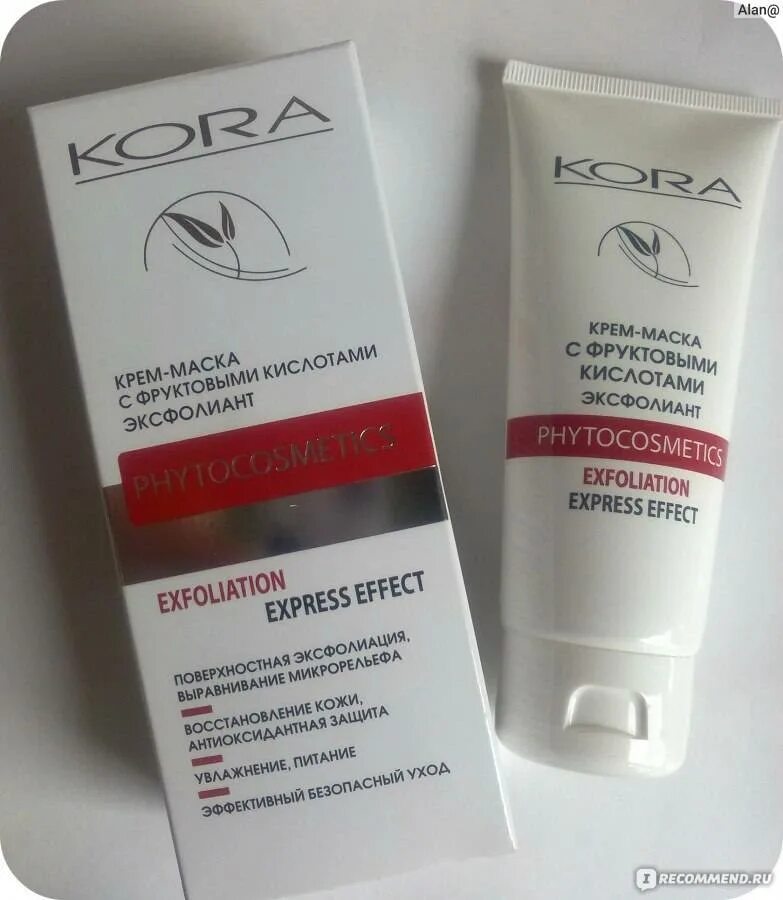 Alan@
KORA
КРЕМ-МАСКА
С ФРУКТОВЫМИ КИСЛОТАМИ
ЭКСФОЛИАНТ
PHYTOCOSMETICS
EXFOLIATION
EXPRESS EFFECT
ПОВЕРХНОСТНАЯ ЭКСФОЛИАЦИЯ,
ВЫРАВНИВАНИЕ МИКРОРЕЛЬЕФА
ВОССТАНОВЛЕНИЕ КОЖИ,
АНТИОКСИДАНТНАЯ ЗАЩИТА
УВЛАЖНЕНИЕ, ПИТАНИЕ
ЭФФЕКТИВНЫЙ БЕЗОПАСНЫЙ УХОД
KORA
КРЕМ-МАСКА
С ФРУКТОВЫМИ
КИСЛОТАМИ
ЭКСФОЛИАНТ
PHYTOCOSMETICS
EXFOLIATION
EXPRESS EFFECT
I RECOMMEND.RU